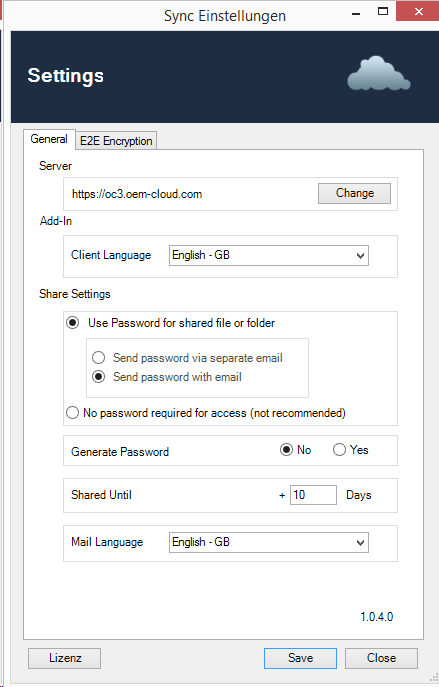 Sync Einstellungen
Settings
General E2E Encryption
Server
https://oc3.oem-cloud.com Change
Add-In
Client Language English - GB
Share Settings
Use Password for shared file or folder
Send password via separate email
Send password with email
No password required for access (not recommended)
Generate Password No Yes
Shared Until + 10 Days
Mail Language English - GB
1.0.4.0
Lizenz Save Close